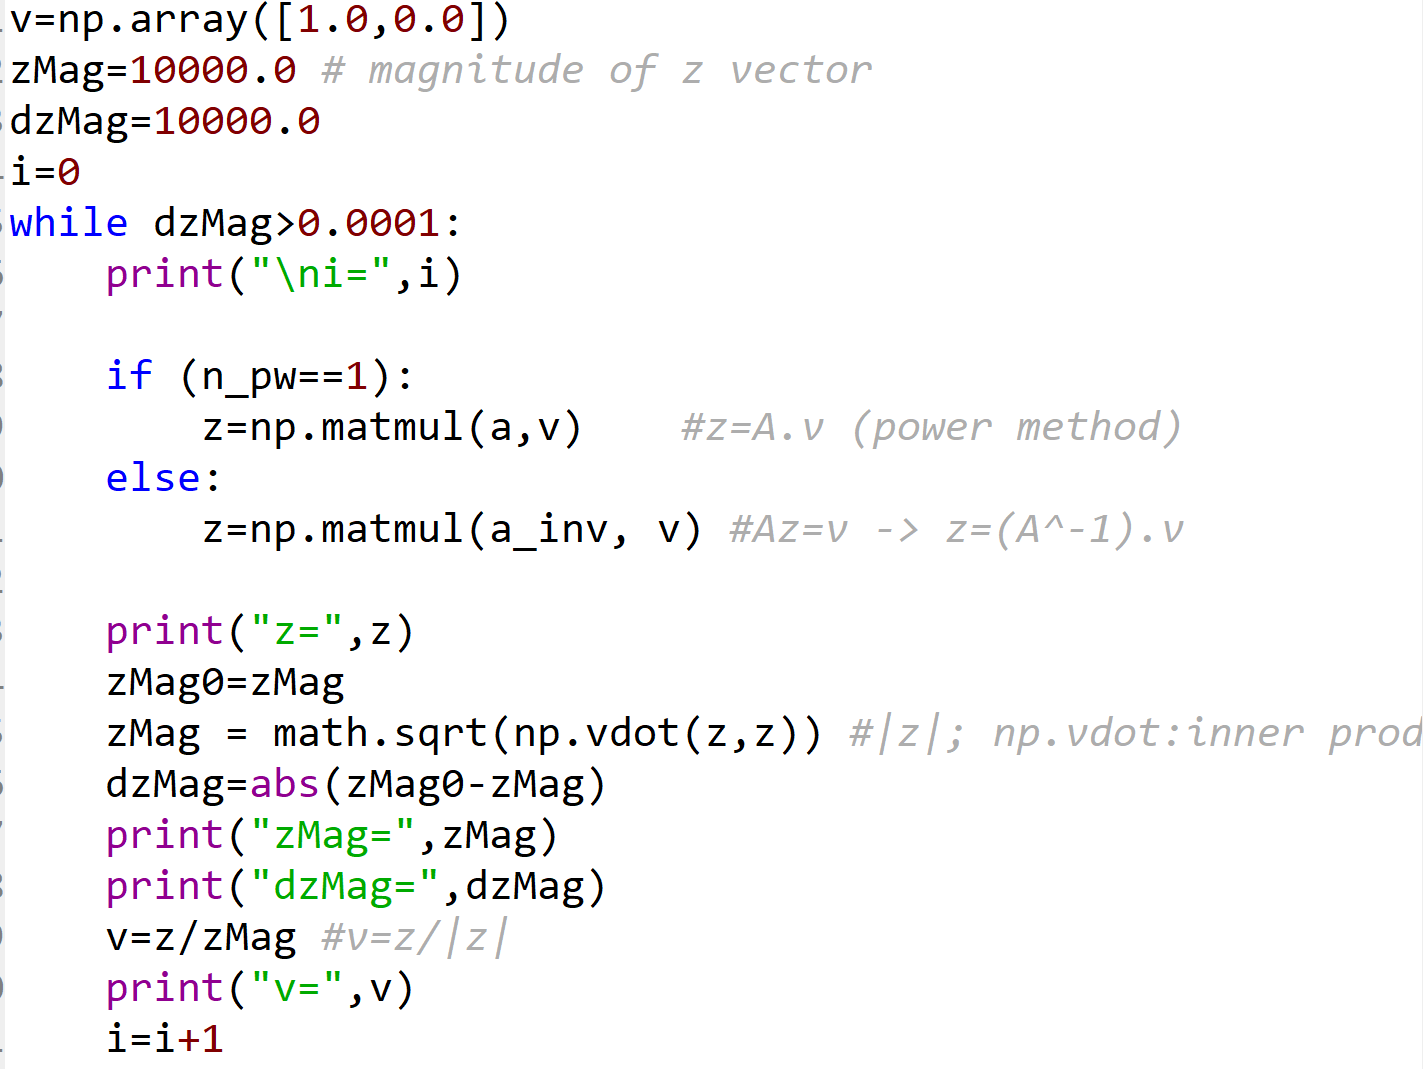 v=np.array([1.0,0.0])
zMag=10000.0 # magnitude of z vector
dzMag=10000.0
i=0
while dzMag>0.0001:
    print("\ni=",i)

    if (n_pw==1):
        z=np.matmul(a,v)    #z=A.v (power method)
    else:
        z=np.matmul(a_inv, v) #Az=v -> z=(A^-1).v

    print("z=",z)
    zMag0=zMag
    zMag = math.sqrt(np.vdot(z,z)) #|z|; np.vdot:inner prod
    dzMag=abs(zMag0-zMag)
    print("zMag=",zMag)
    print("dzMag=",dzMag)
    v=z/zMag #v=z/|z|
    print("v=",v)
    i=i+1